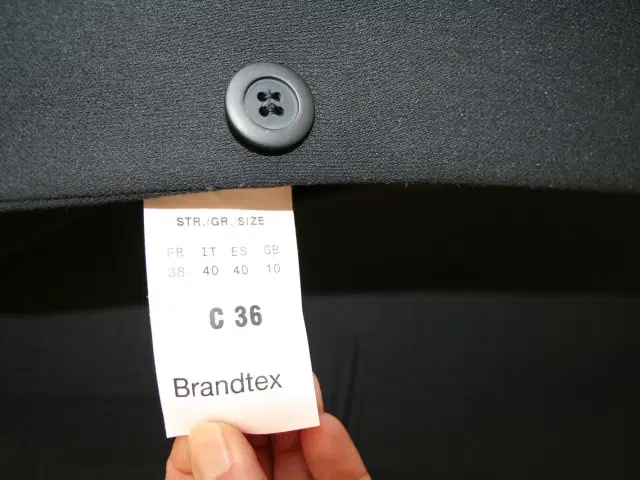 STR./GR./SIZE
FR IT ES GB
38 40 40 10
C 36
Brandtex